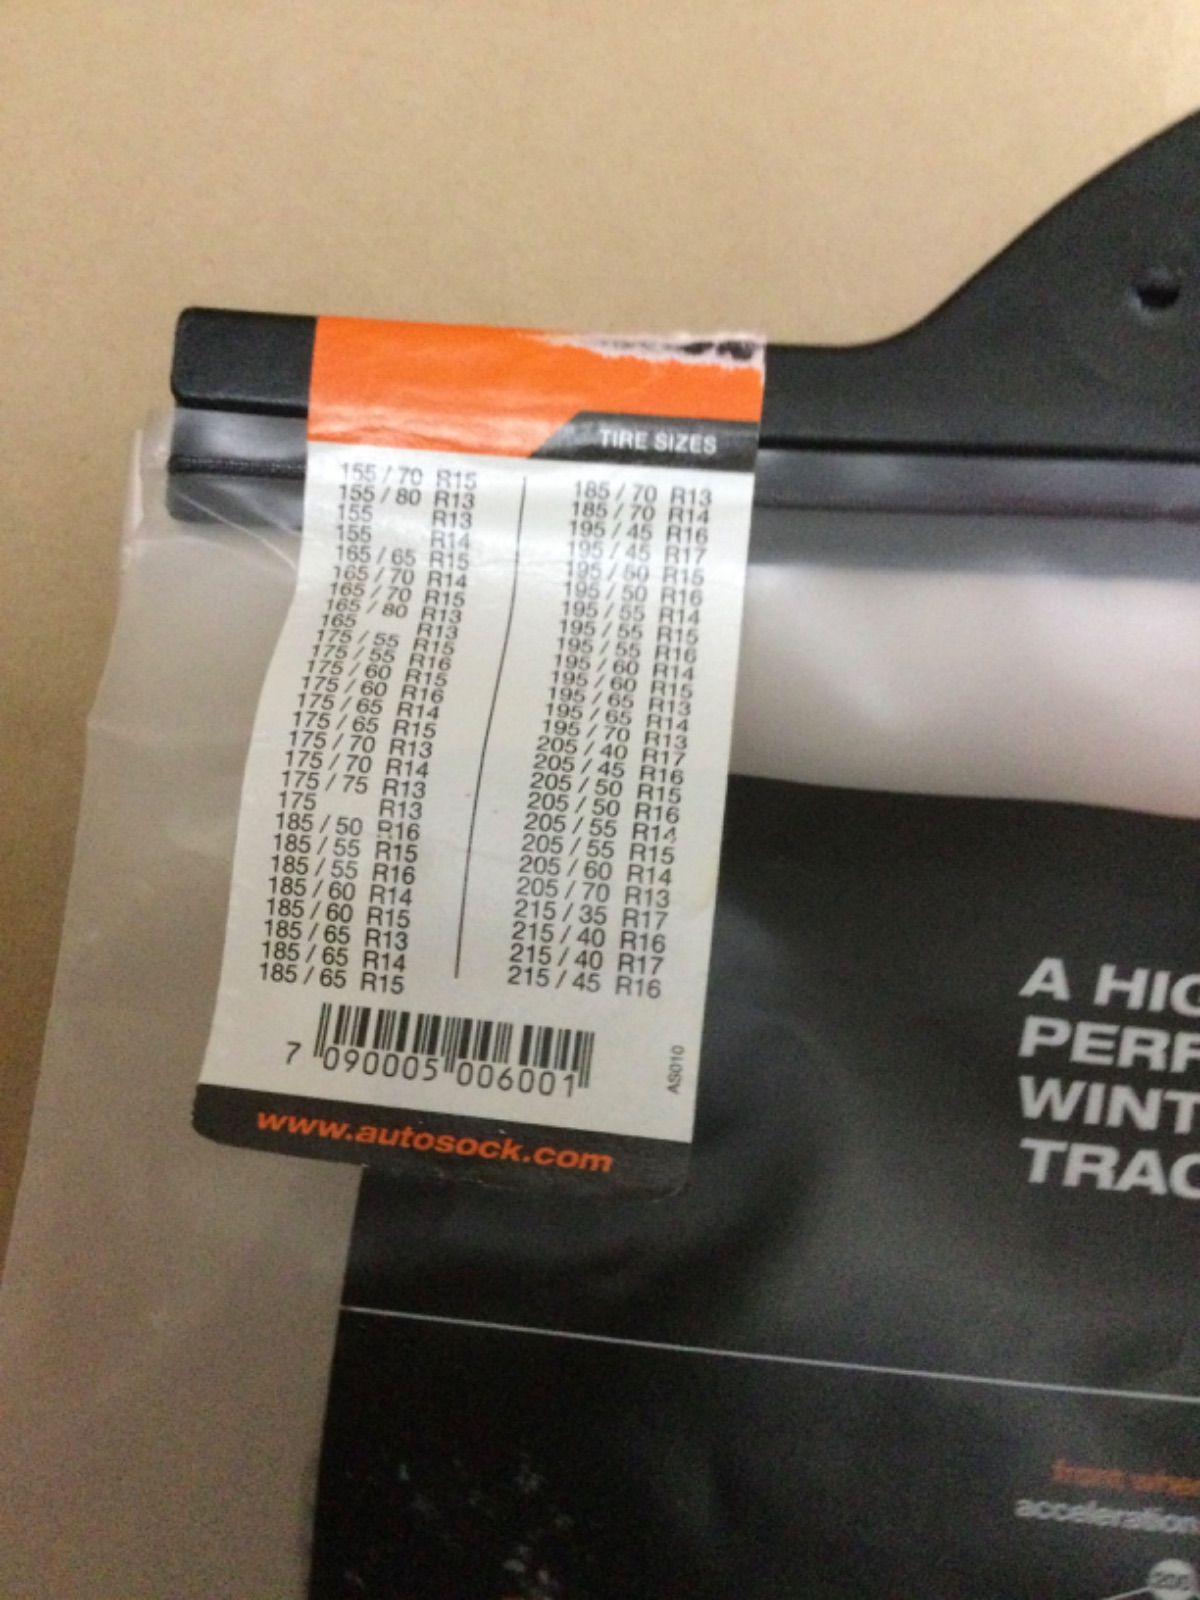 TIRE SIZES
155/70 R15
155/80 R13
155 R13
155 R14
165/65 R15
165/70 R14
165/70 R15
165/80 R13
165 R13
175/55 R15
175/55 R16
175/60 R15
175/60 R16
175/65 R14
175/65 R15
175/70 R13
175/70 R14
175/75 R13
175 R13
185/50 R16
185/55 R15
185/55 R16
185/60 R14
185/60 R15
185/65 R13
185/65 R14
185/65 R15
185/70 R13
185/70 R14
195/45 R16
195/45 R17
195/50 R15
195/50 R16
195/55 R14
195/55 R15
195/55 R16
195/60 R14
195/60 R15
195/65 R13
195/65 R14
195/70 R13
205/40 R17
205/45 R16
205/50 R15
205/50 R16
205/55 R14
205/55 R15
205/60 R14
205/70 R13
215/35 R17
215/40 R16
215/40 R17
215/45 R16
7 090005 006001
AS010
www.autosock.com
A HIG
PERF
WINT
TRAC
acceleration